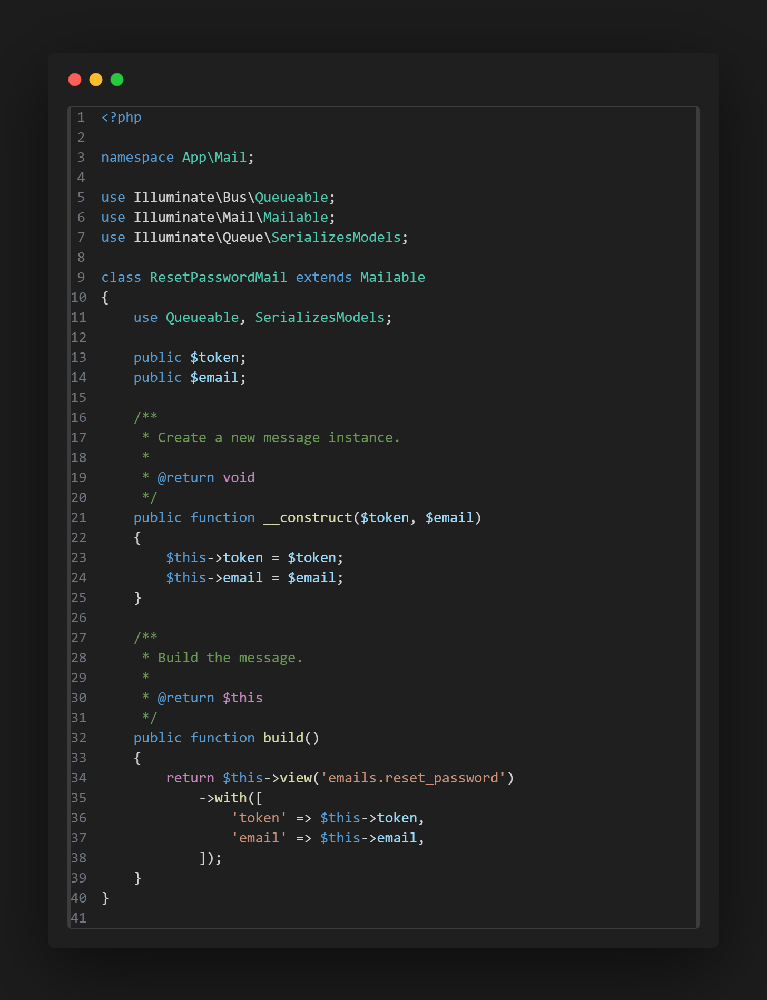 1 <?php
2
3 namespace App\Mail;
4
5 use Illuminate\Bus\Queueable;
6 use Illuminate\Mail\Mailable;
7 use Illuminate\Queue\SerializesModels;
8
9 class ResetPasswordMail extends Mailable
10 {
11     use Queueable, SerializesModels;
12
13     public $token;
14     public $email;
15
16     /**
17      * Create a new message instance.
18      *
19      * @return void
20      */
21     public function __construct($token, $email)
22     {
23         $this->token = $token;
24         $this->email = $email;
25     }
26
27     /**
28      * Build the message.
29      *
30      * @return $this
31      */
32     public function build()
33     {
34         return $this->view('emails.reset_password')
35             ->with([
36                 'token' => $this->token,
37                 'email' => $this->email,
38             ]);
39     }
40 }
41